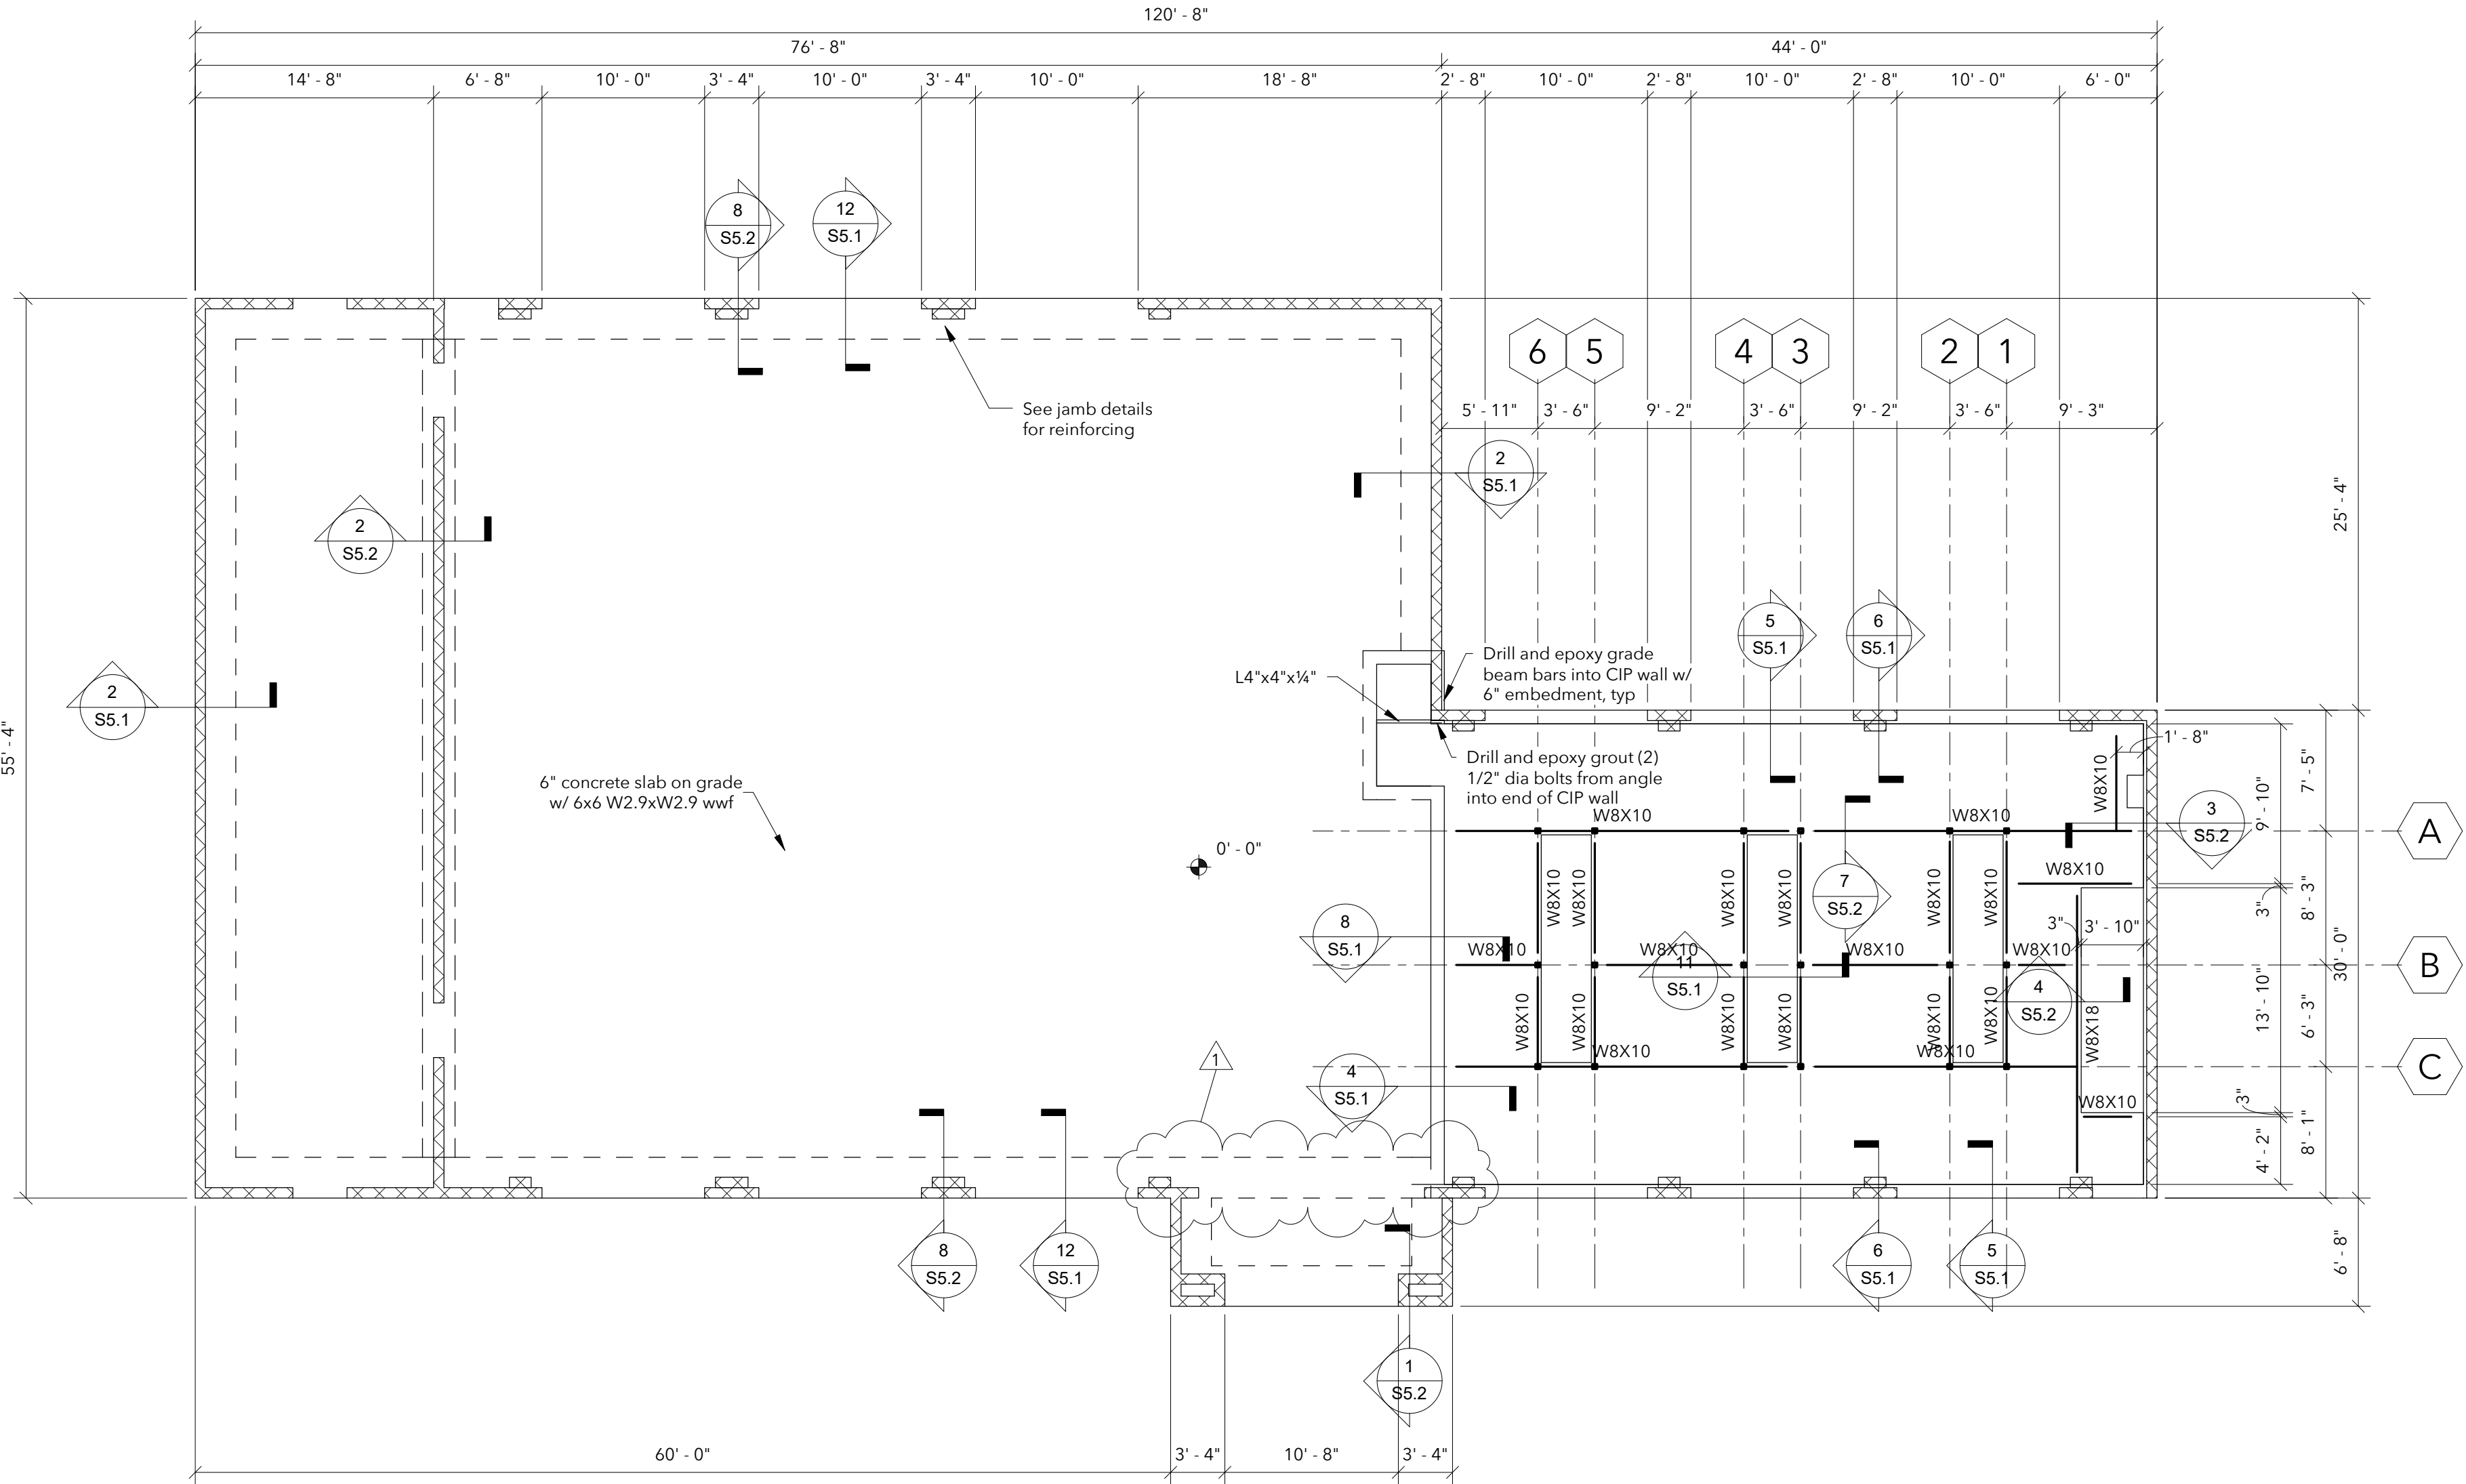 120' - 8"
76' - 8"
44' - 0"
14' - 8"
6' - 8"
10' - 0"
3' - 4"
10' - 0"
3' - 4"
10' - 0"
18' - 8"
2' - 8"
10' - 0"
2' - 8"
10' - 0"
2' - 8"
10' - 0"
6' - 0"
8
S5.2
12
S5.1
6
5
4
3
2
1
See jamb details
for reinforcing
5' - 11"
3' - 6"
9' - 2"
3' - 6"
9' - 2"
3' - 6"
9' - 3"
2
S5.1
25' - 4"
2
S5.2
5
S5.1
6
S5.1
Drill and epoxy grade
beam bars into CIP wall w/
6" embedment, typ
L4"x4"x¼"
2
S5.1
55' - 4"
1' - 8"
7' - 5"
9' - 10"
W8X10
Drill and epoxy grout (2)
1/2" dia bolts from angle
into end of CIP wall
6" concrete slab on grade
w/ 6x6 W2.9xW2.9 wwf
3
S5.2
W8X10
W8X10
A
0' - 0"
W8X10
7
S5.2
W8X10
W8X10
W8X10
W8X10
W8X10
W8X10
3"
8' - 3"
3"
3' - 10"
8
S5.1
W8X10
W8X10
W8X10
W8X10
30' - 0"
B
11
S5.1
4
S5.2
13' - 10"
6' - 3"
W8X10
W8X10
W8X10
W8X10
W8X10
W8X10
W8X18
W8X10
W8X10
C
1
4
S5.1
W8X10
3"
4' - 2"
8' - 1"
8
S5.2
12
S5.1
6
S5.1
5
S5.1
6' - 8"
1
S5.2
60' - 0"
3' - 4"
10' - 8"
3' - 4"